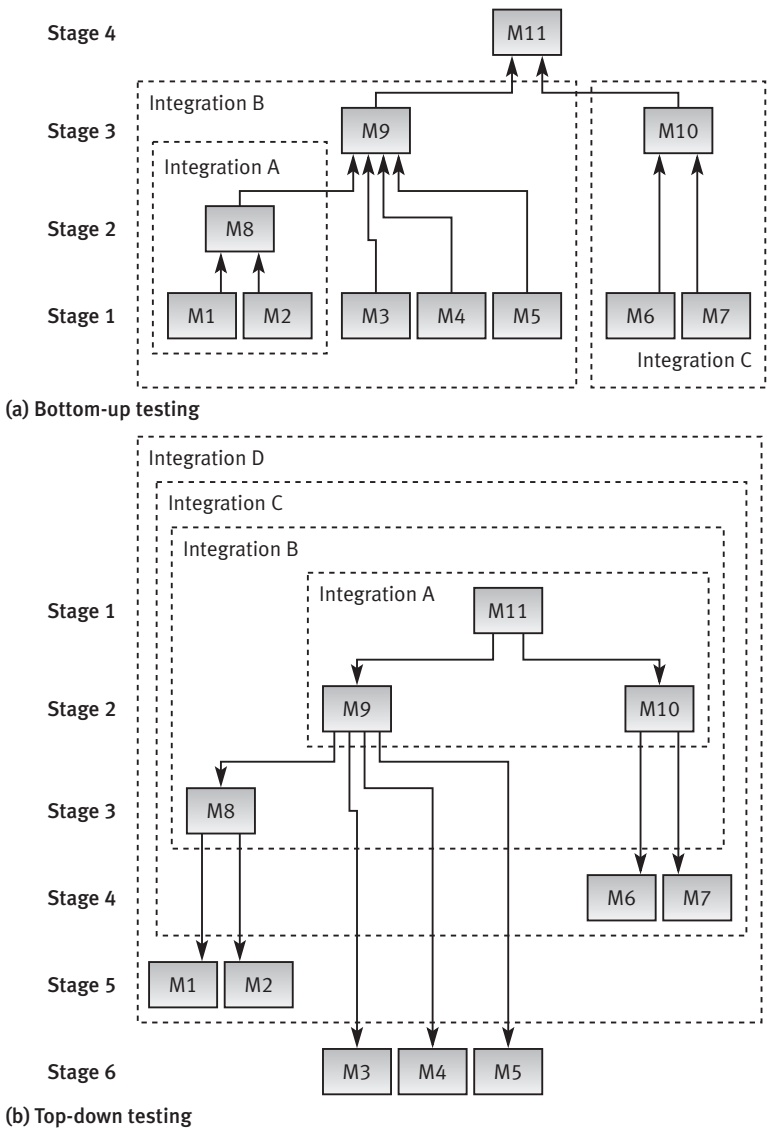 Stage 4
M11
Integration B
Stage 3
M9
M10
Integration A
Stage 2
M8
Stage 1
M1
M2
M3
M4
M5
M6
M7
Integration C
(a) Bottom-up testing
Integration D
Integration C
Integration B
Integration A
Stage 1
M11
Stage 2
M9
M10
Stage 3
M8
Stage 4
M6
M7
Stage 5
M1
M2
Stage 6
M3
M4
M5
(b) Top-down testing